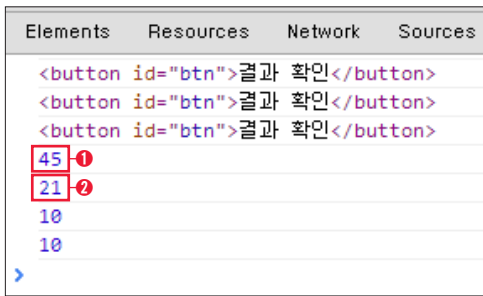 Elements Resources Network Sources
<button id="btn">결과 확인</button>
<button id="btn">결과 확인</button>
<button id="btn">결과 확인</button>
45 ❶
21 ❷
10
10
>